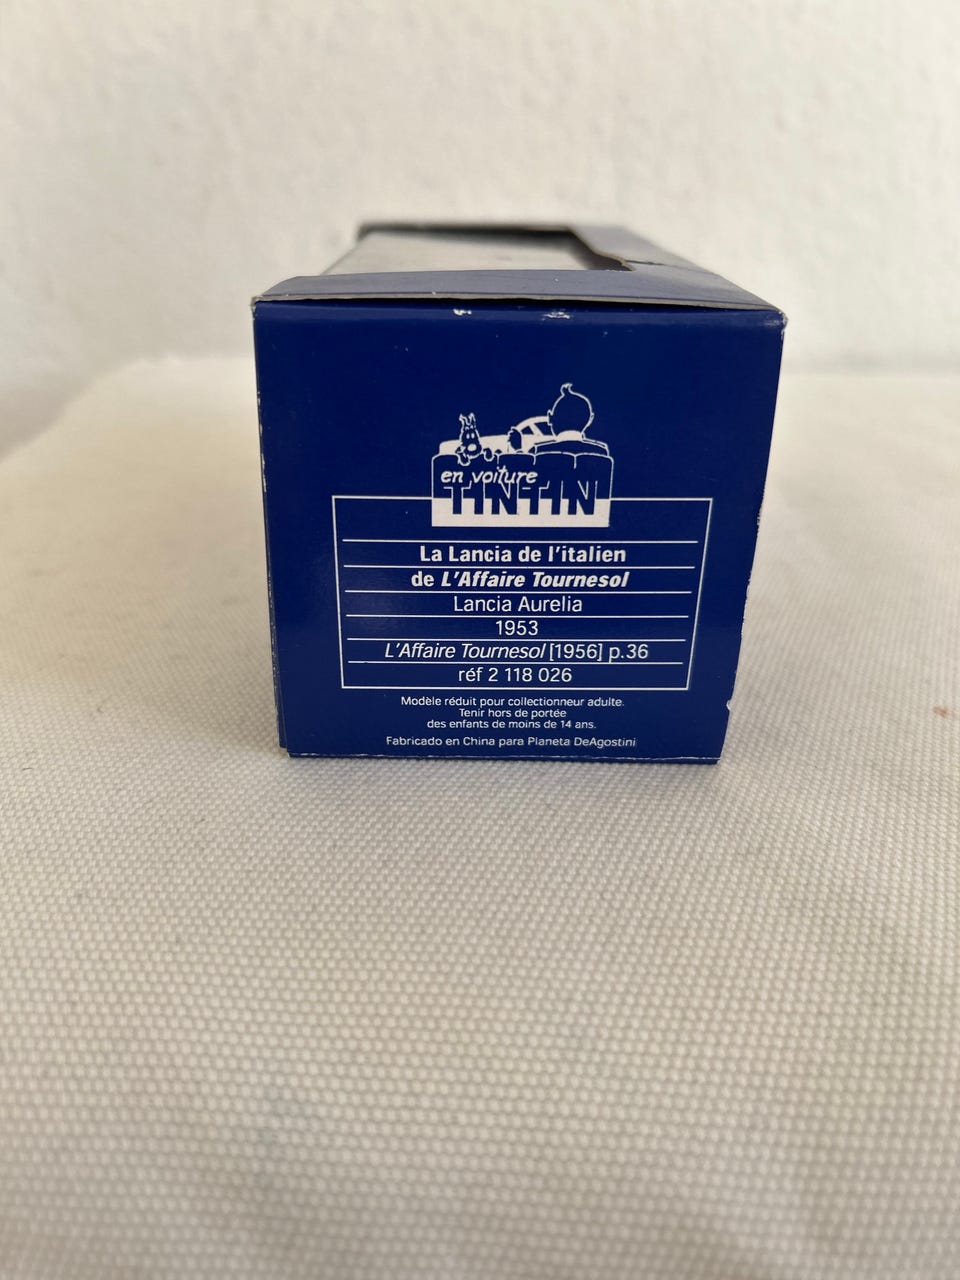 en voiture
TINTIN
La Lancia de l'italien
de L'Affaire Tournesol
Lancia Aurelia
1953
L'Affaire Tournesol [1956] p.36
réf 2 118 026
Modèle réduit pour collectionneur adulte.
Tenir hors de portée
des enfants de moins de 14 ans.
Fabricado en China para Planeta DeAgostini